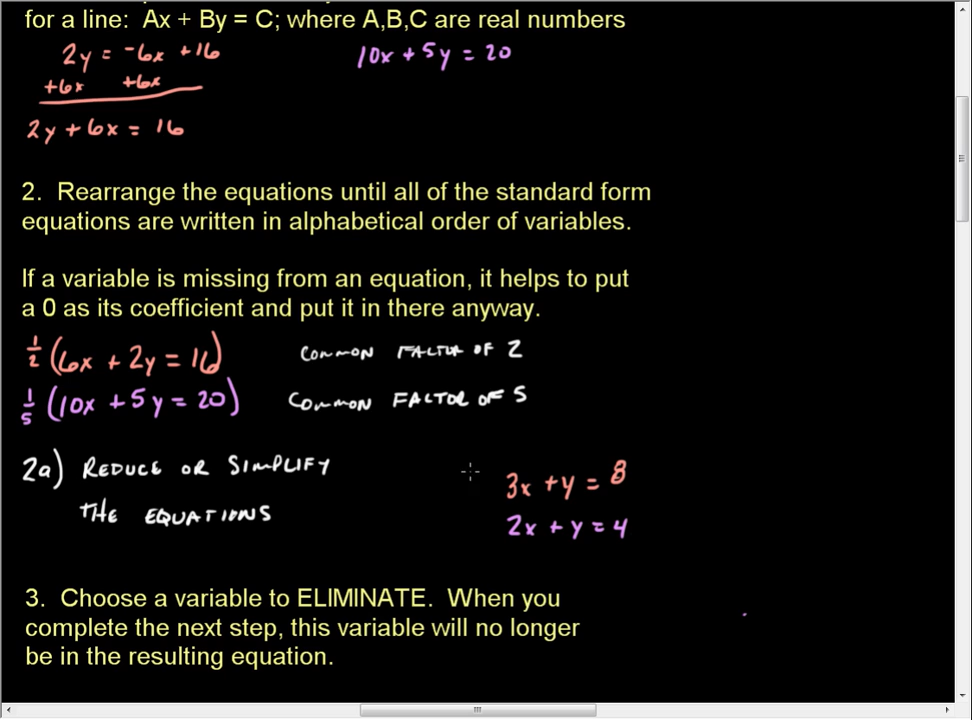 for a line: Ax + By = C; where A,B,C are real numbers
2y = -6x +16
10x + 5y = 20
+6x +6x
2y + 6x = 16
2. Rearrange the equations until all of the standard form
equations are written in alphabetical order of variables.
If a variable is missing from an equation, it helps to put
a 0 as its coefficient and put it in there anyway.
1/2 (6x + 2y = 16) COMMON FACTOR OF 2
1/5 (10x + 5y = 20) COMMON FACTOR OF 5
2a) REDUCE OR SIMPLIFY
THE EQUATIONS
3x + y = 8
2x + y = 4
3. Choose a variable to ELIMINATE. When you
complete the next step, this variable will no longer
be in the resulting equation.